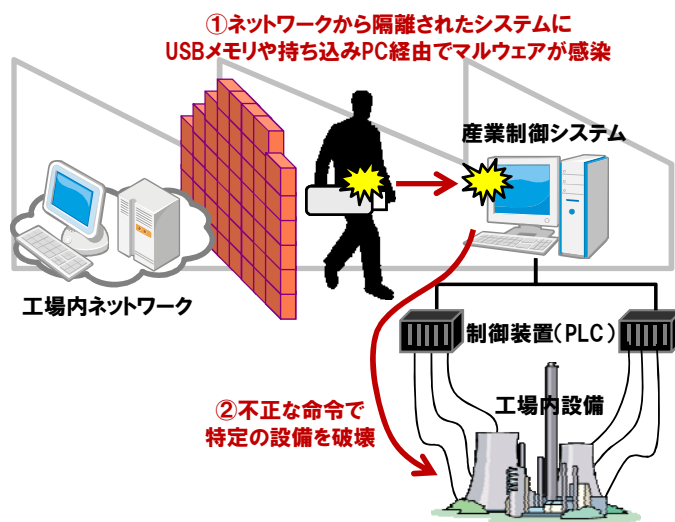 ①ネットワークから隔離されたシステムに
USBメモリや持ち込みPC経由でマルウェアが感染
産業制御システム
工場内ネットワーク
制御装置(PLC)
②不正な命令で
特定の設備を破壊
工場内設備